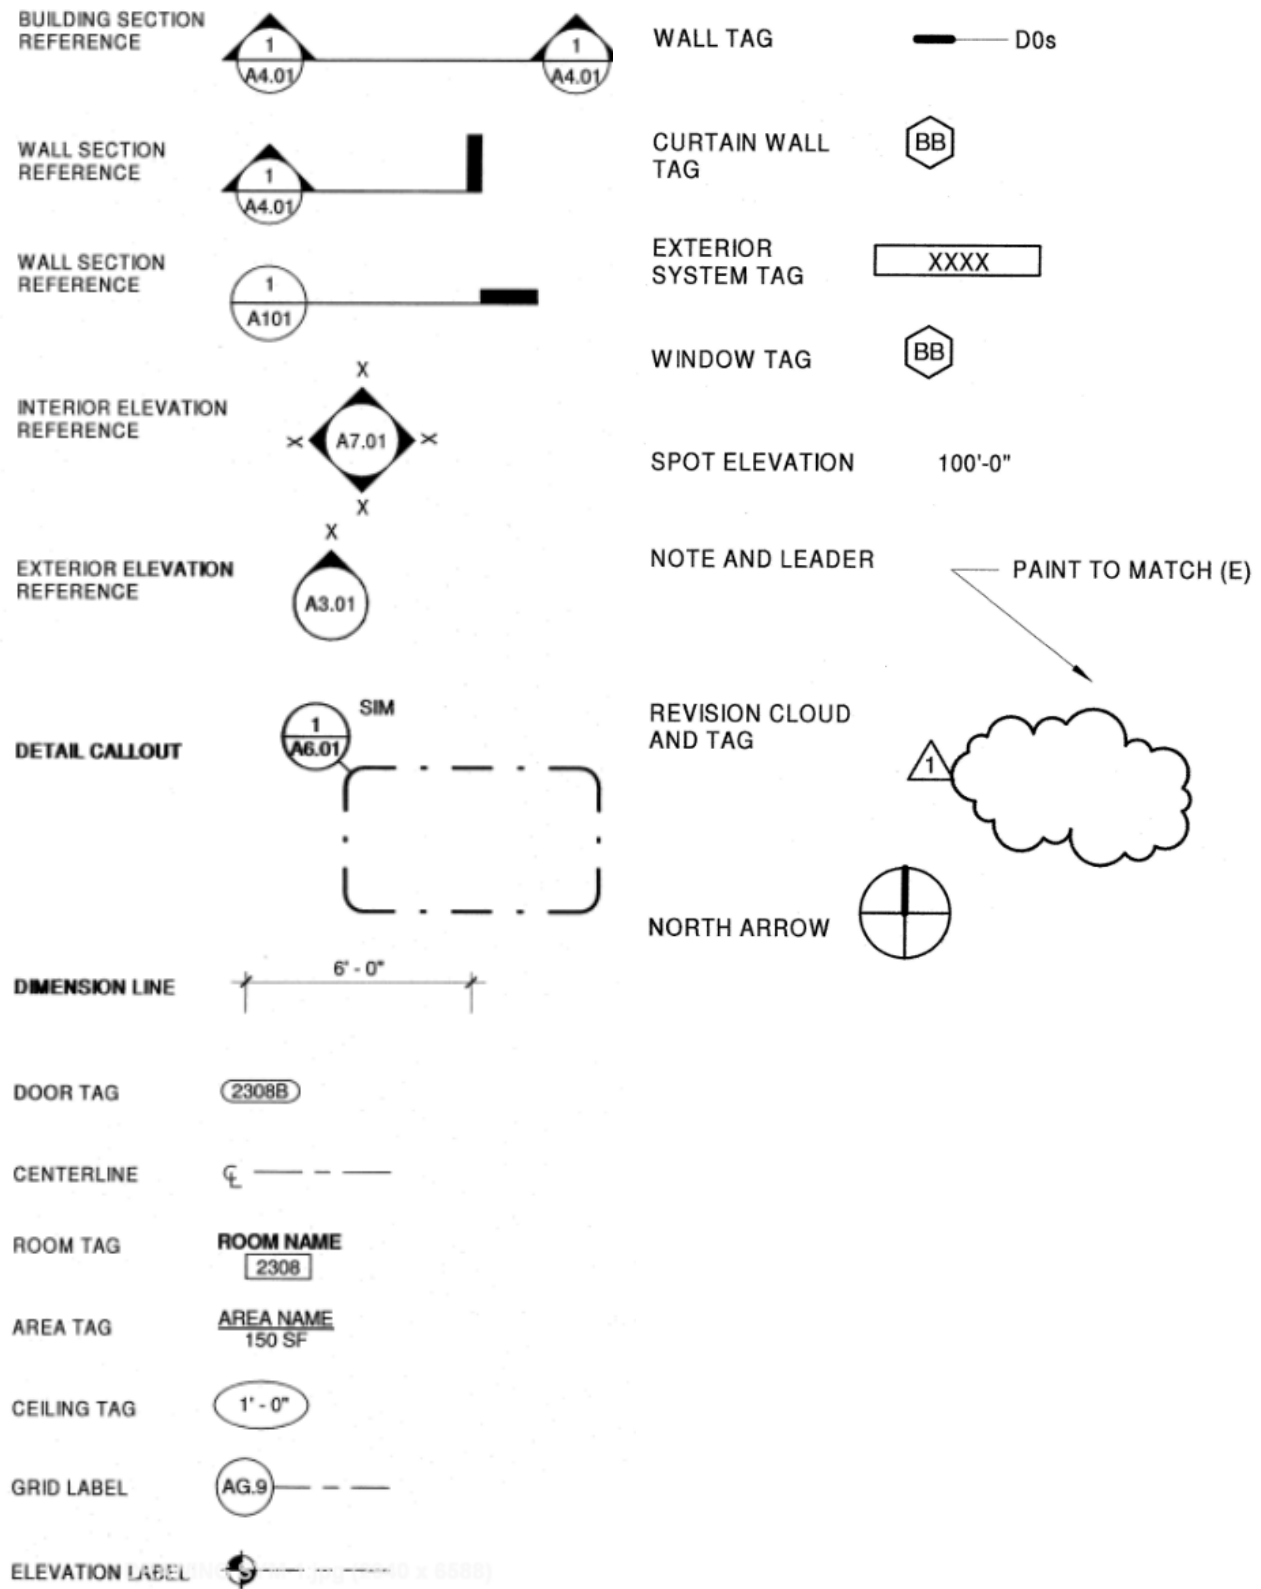 BUILDING SECTION
REFERENCE
1
A4.01
1
A4.01
WALL SECTION
REFERENCE
1
A4.01
WALL SECTION
REFERENCE
1
A101
INTERIOR ELEVATION
REFERENCE
X
X
A7.01
X
X
EXTERIOR ELEVATION
REFERENCE
X
A3.01
DETAIL CALLOUT
1
A6.01
SIM
DIMENSION LINE
6' - 0"
DOOR TAG
2308B
CENTERLINE
℄
ROOM TAG
ROOM NAME
2308
AREA TAG
AREA NAME
150 SF
CEILING TAG
1' - 0"
GRID LABEL
AG.9
ELEVATION LABEL
WALL TAG
D0s
CURTAIN WALL
TAG
BB
EXTERIOR
SYSTEM TAG
XXXX
WINDOW TAG
BB
SPOT ELEVATION
100'-0"
NOTE AND LEADER
PAINT TO MATCH (E)
REVISION CLOUD
AND TAG
1
NORTH ARROW